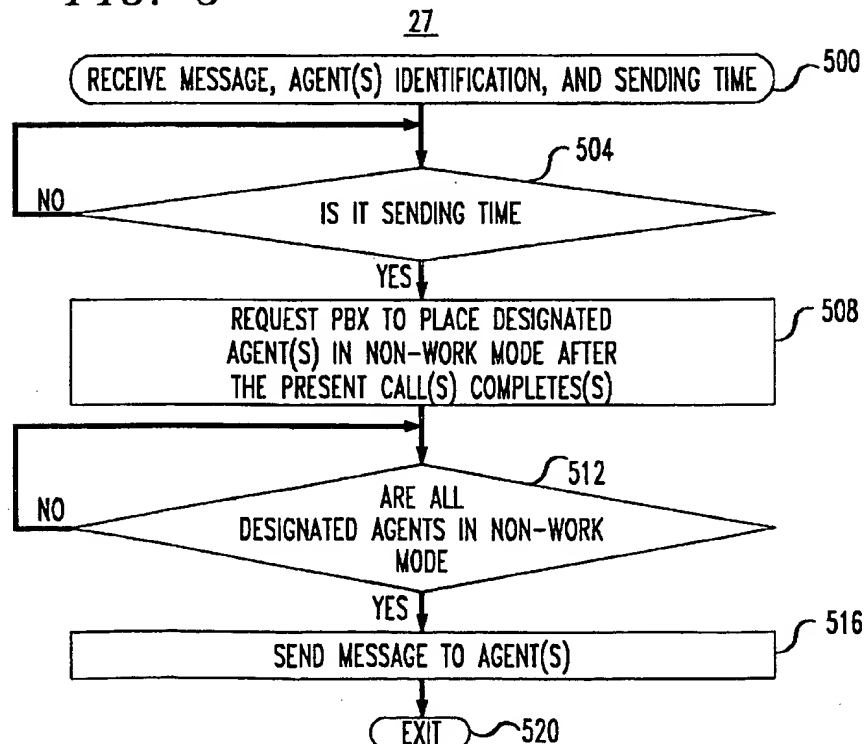 27
RECEIVE MESSAGE, AGENT(S) IDENTIFICATION, AND SENDING TIME
500
504
NO
IS IT SENDING TIME
YES
REQUEST PBX TO PLACE DESIGNATED
AGENT(S) IN NON-WORK MODE AFTER
THE PRESENT CALL(S) COMPLETES(S)
508
512
NO
ARE ALL
DESIGNATED AGENTS IN NON-WORK
MODE
YES
SEND MESSAGE TO AGENT(S)
516
EXIT
520